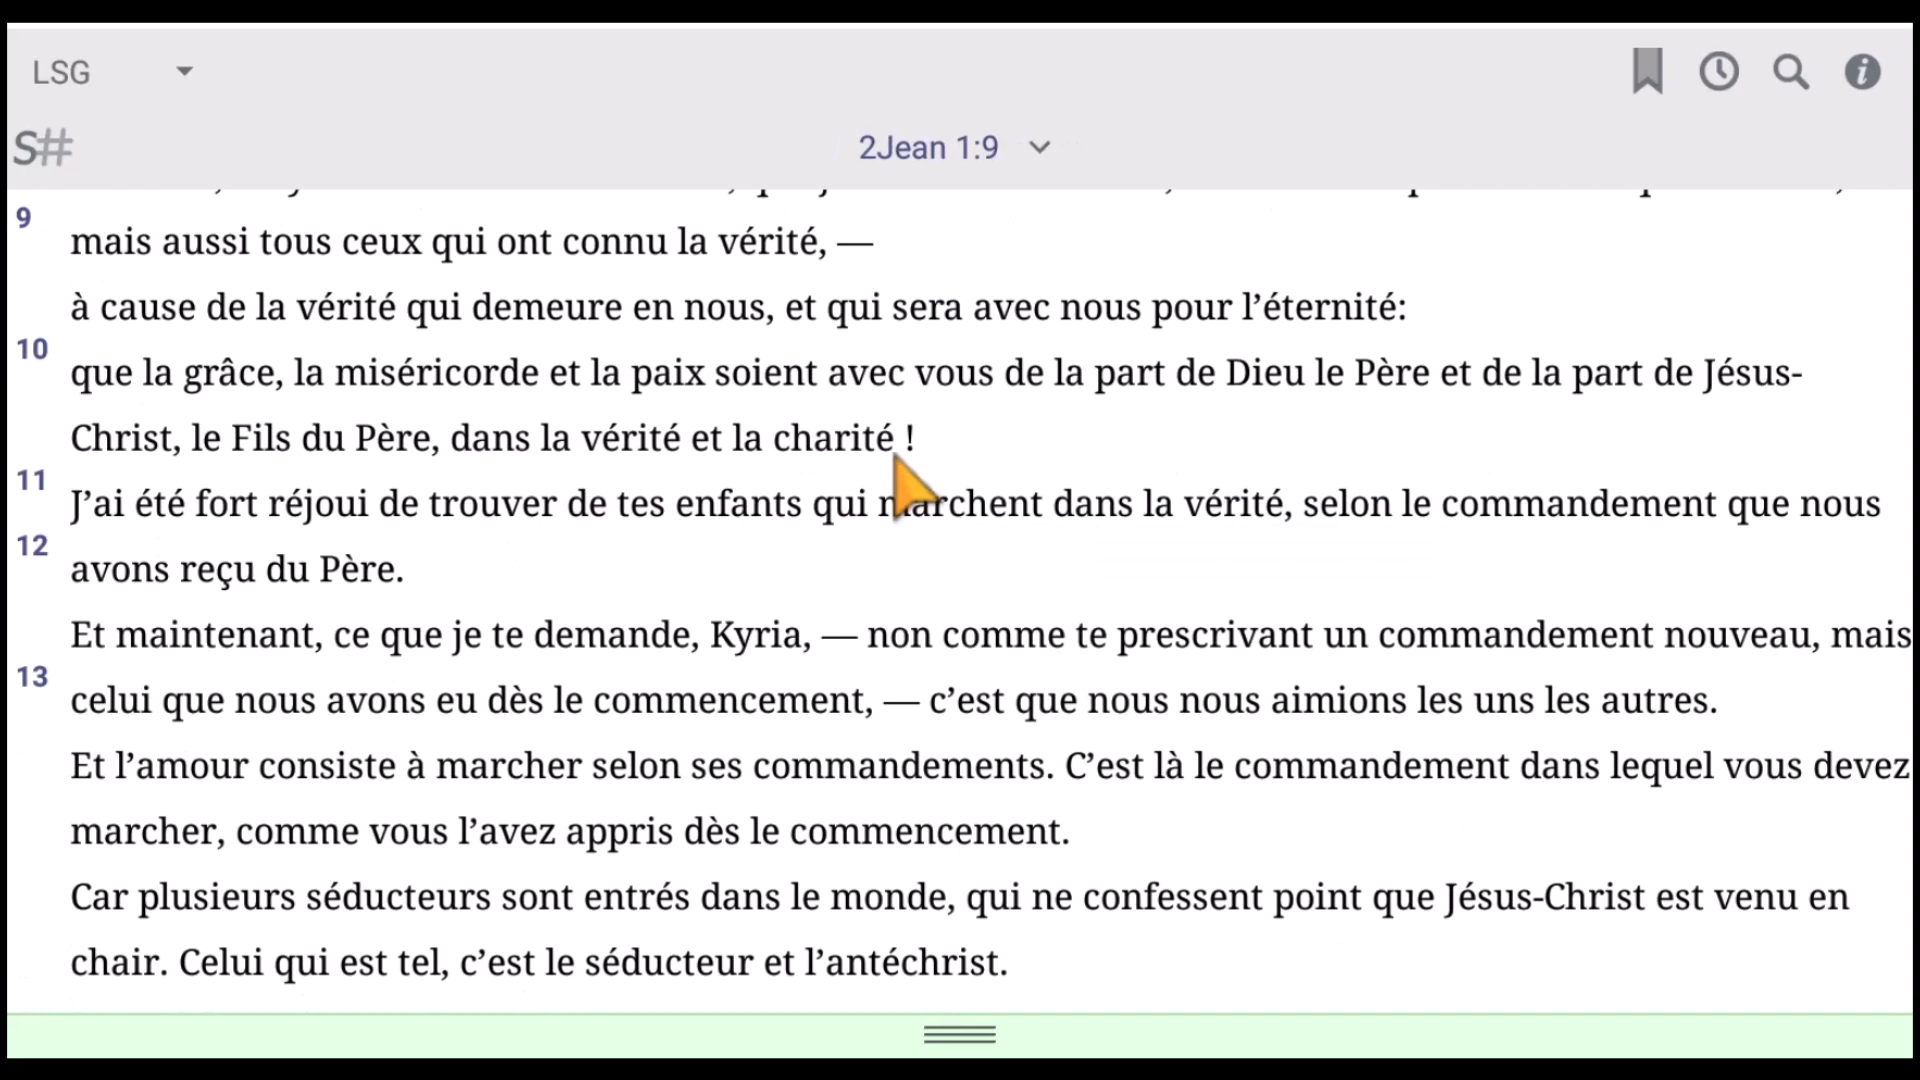 LSG
S#
2Jean 1:9
9
mais aussi tous ceux qui ont connu la vérité, —
à cause de la vérité qui demeure en nous, et qui sera avec nous pour l’éternité:
10
que la grâce, la miséricorde et la paix soient avec vous de la part de Dieu le Père et de la part de Jésus-
Christ, le Fils du Père, dans la vérité et la charité !
11
J’ai été fort réjoui de trouver de tes enfants qui marchent dans la vérité, selon le commandement que nous
12
avons reçu du Père.
Et maintenant, ce que je te demande, Kyria, — non comme te prescrivant un commandement nouveau, mais
13
celui que nous avons eu dès le commencement, — c’est que nous nous aimions les uns les autres.
Et l’amour consiste à marcher selon ses commandements. C’est là le commandement dans lequel vous devez
marcher, comme vous l’avez appris dès le commencement.
Car plusieurs séducteurs sont entrés dans le monde, qui ne confessent point que Jésus-Christ est venu en
chair. Celui qui est tel, c’est le séducteur et l’antéchrist.